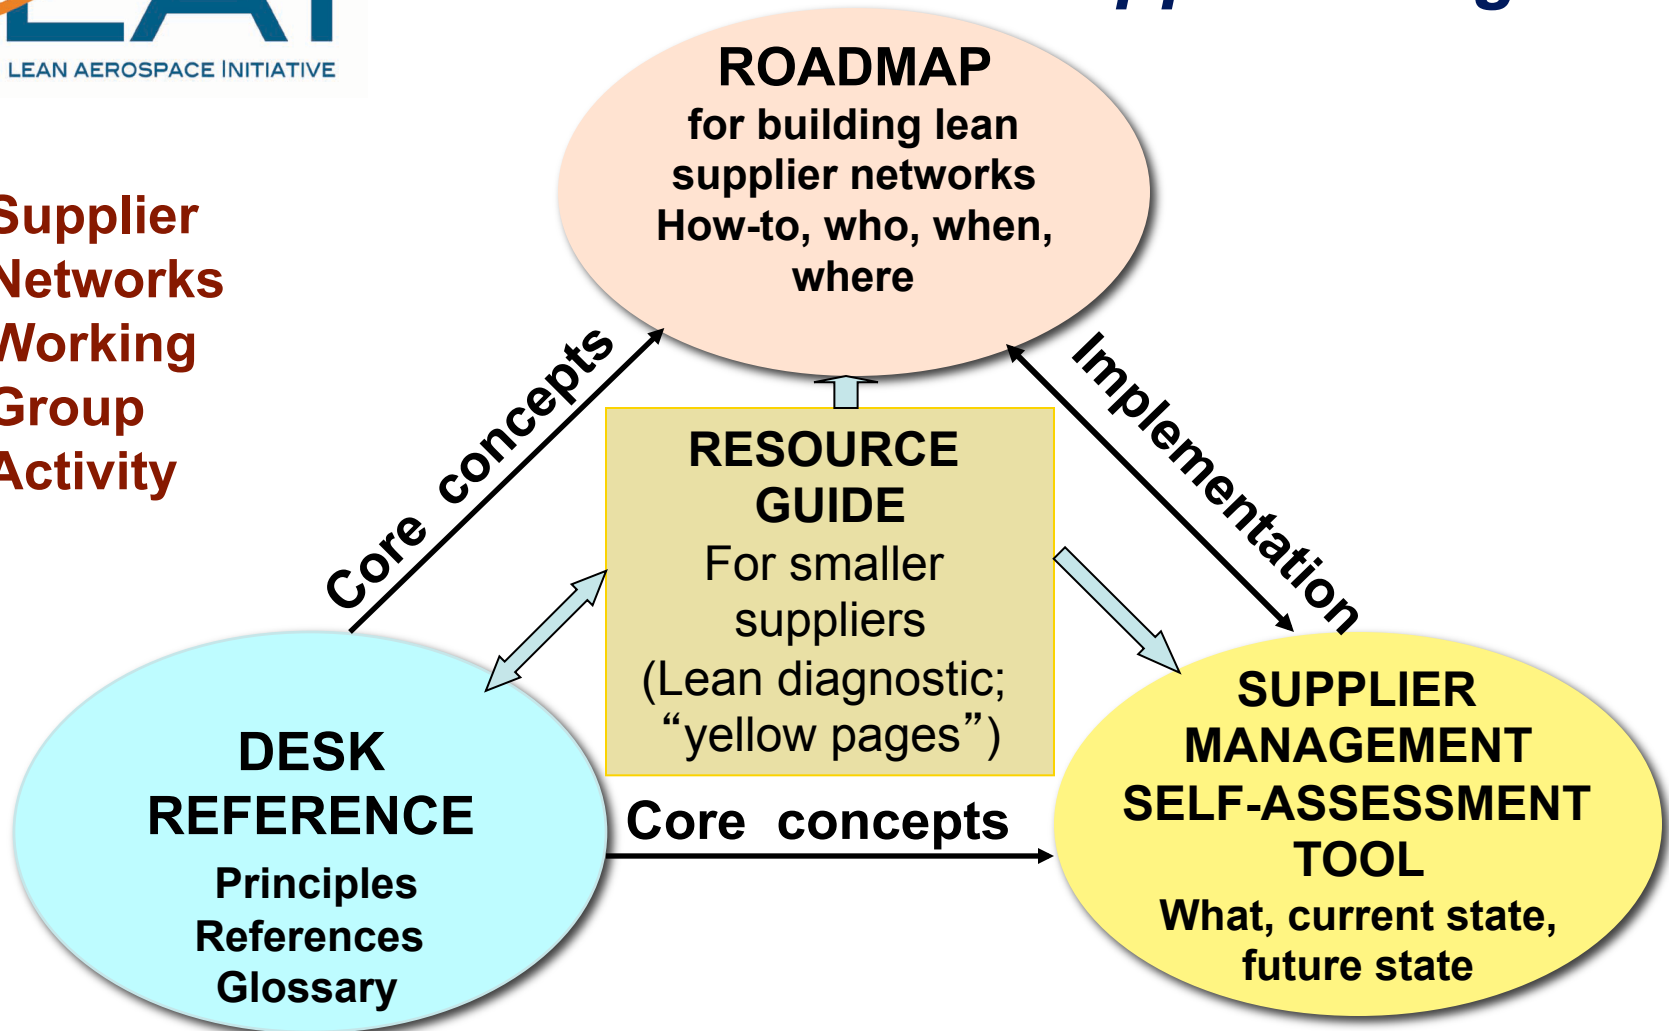 LEAN AEROSPACE INITIATIVE
Supplier
Networks
Working
Group
Activity
ROADMAP
for building lean
supplier networks
How-to, who, when,
where
Core concepts
Implementation
RESOURCE
GUIDE
For smaller
suppliers
(Lean diagnostic;
“yellow pages”)
DESK
REFERENCE
Principles
References
Glossary
Core concepts
SUPPLIER
MANAGEMENT
SELF-ASSESSMENT
TOOL
What, current state,
future state